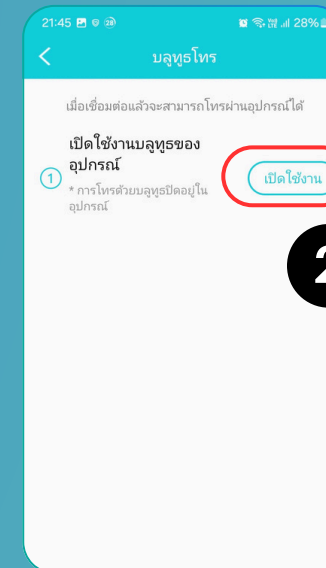 21:45
28%
บลูทูธโทร
เมื่อเชื่อมต่อแล้วจะสามารถโทรผ่านอุปกรณ์ได้
เปิดใช้งานบลูทูธของ
อุปกรณ์
1
* การโทรด้วยบลูทูธปิดอยู่ใน
อุปกรณ์
เปิดใช้งาน
2